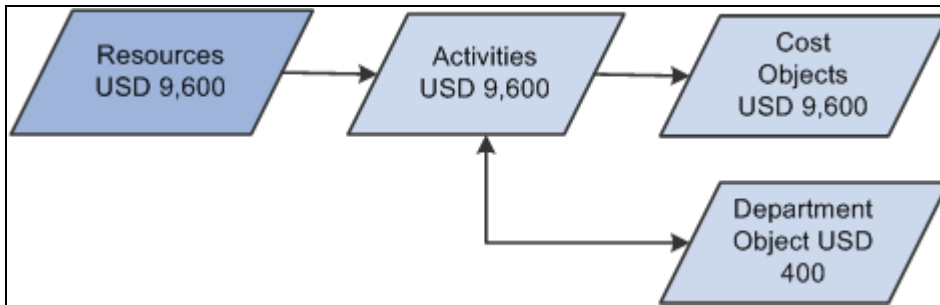 Resources
USD 9,600
Activities
USD 9,600
Cost
Objects
USD 9,600
Department
Object USD
400